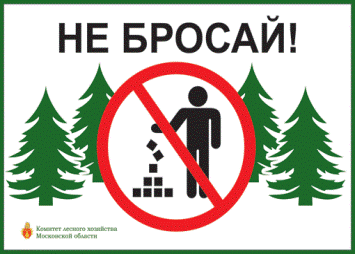 НЕ БРОСАЙ!
Комитет лесного хозяйства
Московской области